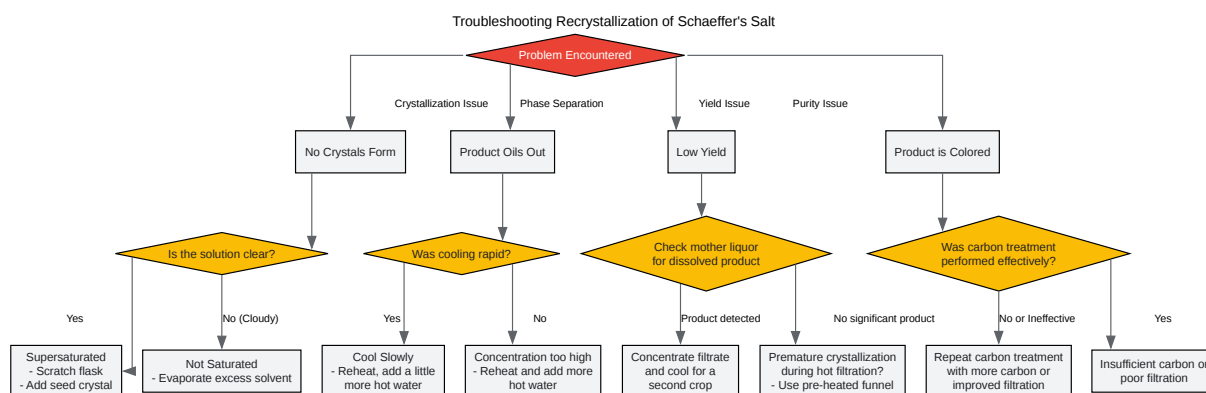 Troubleshooting Recrystallization of Schaeffer's Salt
Problem Encountered
Crystallization Issue
Phase Separation
Yield Issue
Purity Issue
No Crystals Form
Product Oils Out
Low Yield
Product is Colored
Is the solution clear?
Was cooling rapid?
Check mother liquor
for dissolved product
Was carbon treatment
performed effectively?
Yes
No (Cloudy)
Yes
No
Product detected
No significant product
No or Ineffective
Yes
Supersaturated
- Scratch flask
- Add seed crystal
Not Saturated
- Evaporate excess solvent
Cool Slowly
- Reheat, add a little
more hot water
Concentration too high
- Reheat and add more
hot water
Concentrate filtrate
and cool for a
second crop
Premature crystallization
during hot filtration?
- Use pre-heated funnel
Repeat carbon treatment
with more carbon or
improved filtration
Insufficient carbon or
poor filtration